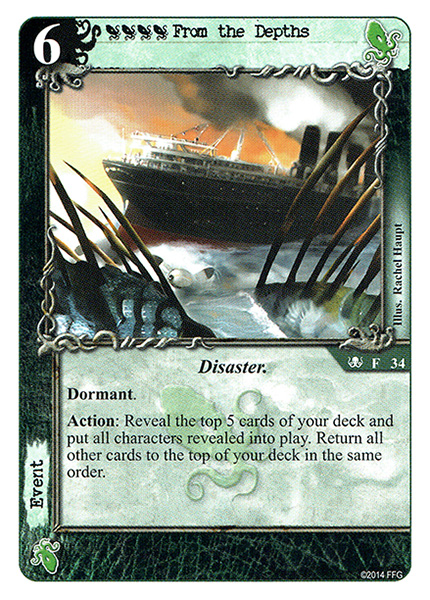 6
From the Depths
Illus. Rachel Haupt
F 34
Disaster.
Dormant.
Action: Reveal the top 5 cards of your deck and
put all characters revealed into play. Return all
other cards to the top of your deck in the same
order.
Event
©2014 FFG